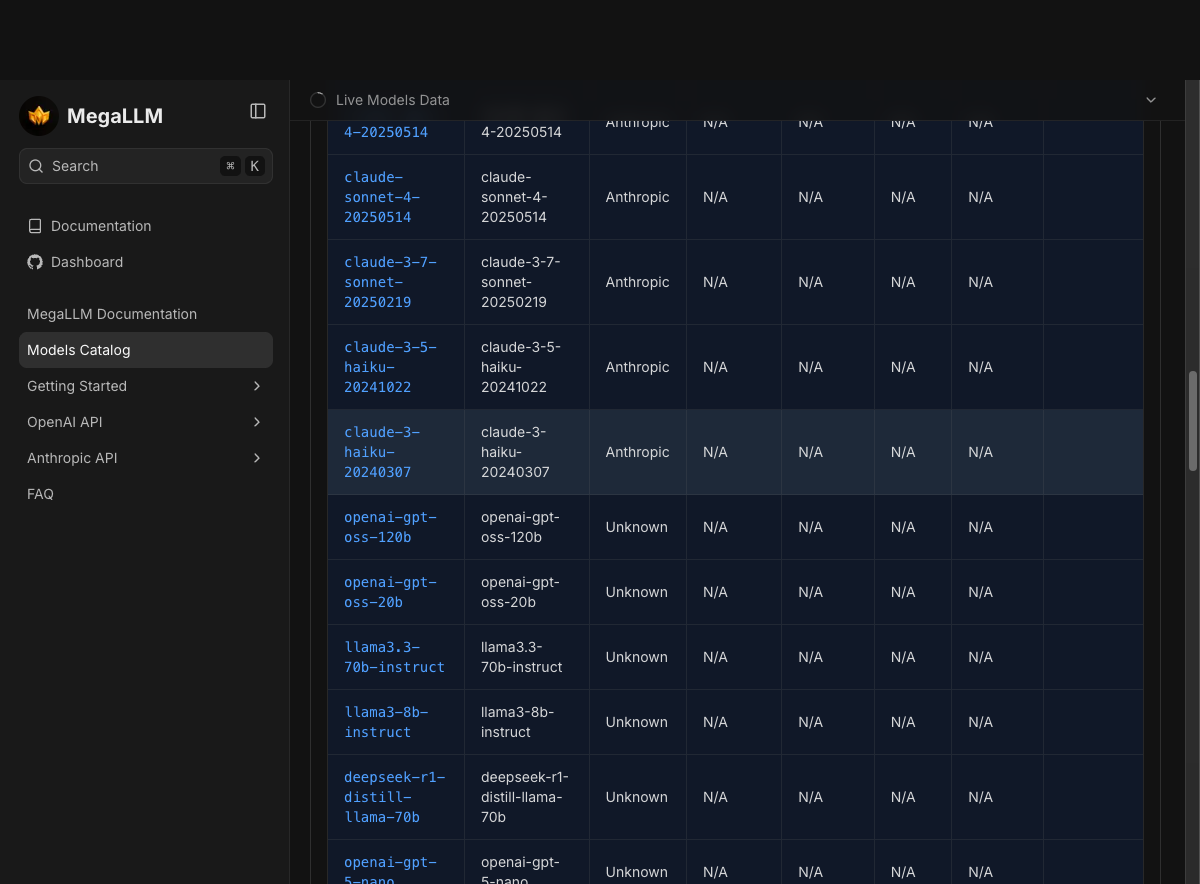 MegaLLM
Search
⌘ K
Documentation
Dashboard
MegaLLM Documentation
Models Catalog
Getting Started
OpenAI API
Anthropic API
FAQ
Live Models Data
4-20250514 4-20250514 Anthropic N/A N/A N/A N/A
claude- claude-
sonnet-4- sonnet-4- Anthropic N/A N/A N/A N/A
20250514 20250514
claude-3-7- claude-3-7-
sonnet- sonnet- Anthropic N/A N/A N/A N/A
20250219 20250219
claude-3-5- claude-3-5-
haiku- haiku- Anthropic N/A N/A N/A N/A
20241022 20241022
claude-3- claude-3-
haiku- haiku- Anthropic N/A N/A N/A N/A
20240307 20240307
openai-gpt- openai-gpt- Unknown N/A N/A N/A N/A
oss-120b oss-120b
openai-gpt- openai-gpt- Unknown N/A N/A N/A N/A
oss-20b oss-20b
llama3.3- llama3.3- Unknown N/A N/A N/A N/A
70b-instruct 70b-instruct
llama3-8b- llama3-8b- Unknown N/A N/A N/A N/A
instruct instruct
deepseek-r1- deepseek-r1-
distill- distill-llama- Unknown N/A N/A N/A N/A
llama-70b 70b
openai-gpt- openai-gpt- Unknown N/A N/A N/A N/A
5-nano 5-nano